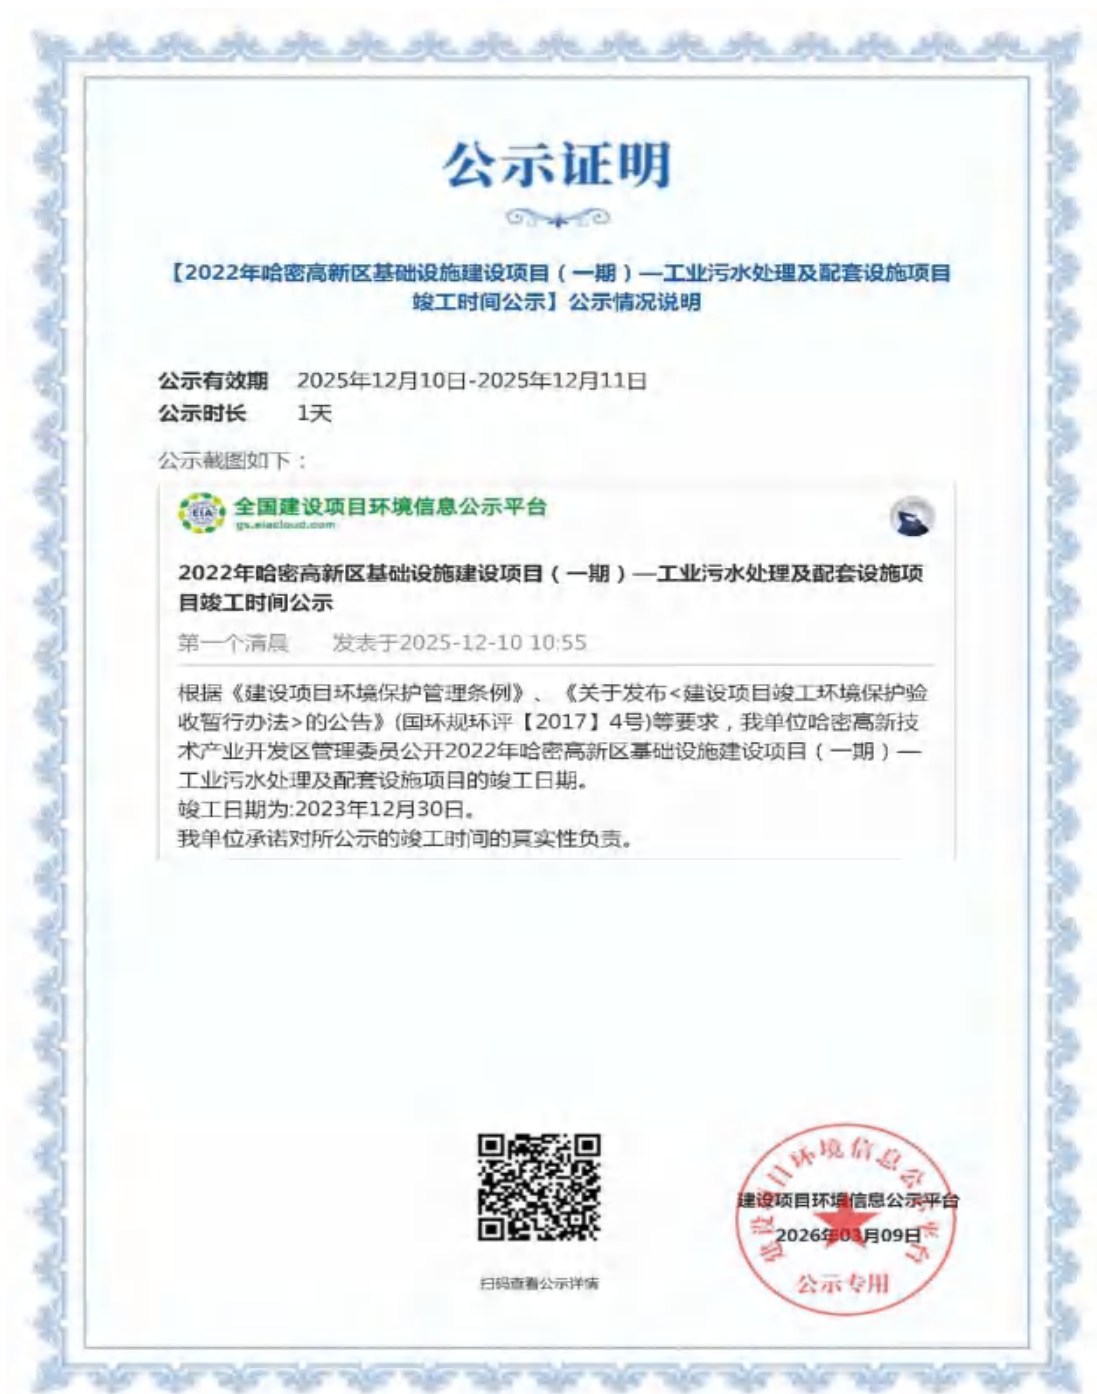 公示证明
【2022年哈密高新区基础设施建设项目（一期）—工业污水处理及配套设施项目
竣工时间公示】公示情况说明
公示有效期 2025年12月10日-2025年12月11日
公示时长 1天
公示截图如下：
EIA 全国建设项目环境信息公示平台
gs.eiacloud.com
2022年哈密高新区基础设施建设项目（一期）—工业污水处理及配套设施项
目竣工时间公示
第一个清晨 发表于2025-12-10 10:55
根据《建设项目环境保护管理条例》、《关于发布<建设项目竣工环境保护验
收暂行办法>的公告》(国环规环评【2017】4号)等要求，我单位哈密高新技
术产业开发区管理委员公开2022年哈密高新区基础设施建设项目（一期）—
工业污水处理及配套设施项目的竣工日期。
竣工日期为:2023年12月30日。
我单位承诺对所公示的竣工时间的真实性负责。
扫码查看公示详情
建设项目环境信息公示平台
建设项目环境信息公示平台
2026年03月09日
公示专用